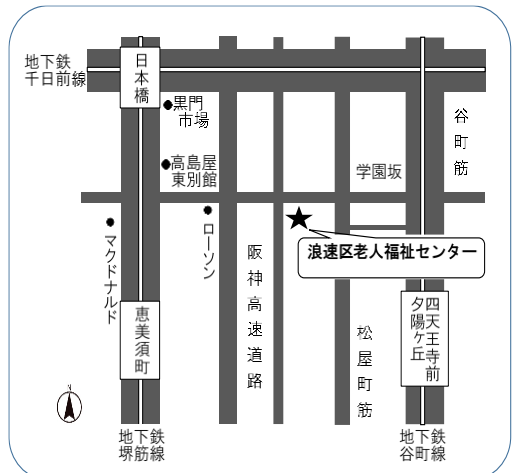 地下鉄
千日前線
日本橋
黒門
市場
谷町筋
高島屋
東別館
学園坂
マクドナルド
ローソン
浪速区老人福祉センター
阪神高速道路
恵美須町
松屋町筋
四天王寺前
夕陽ヶ丘
N
地下鉄
堺筋線
地下鉄
谷町線